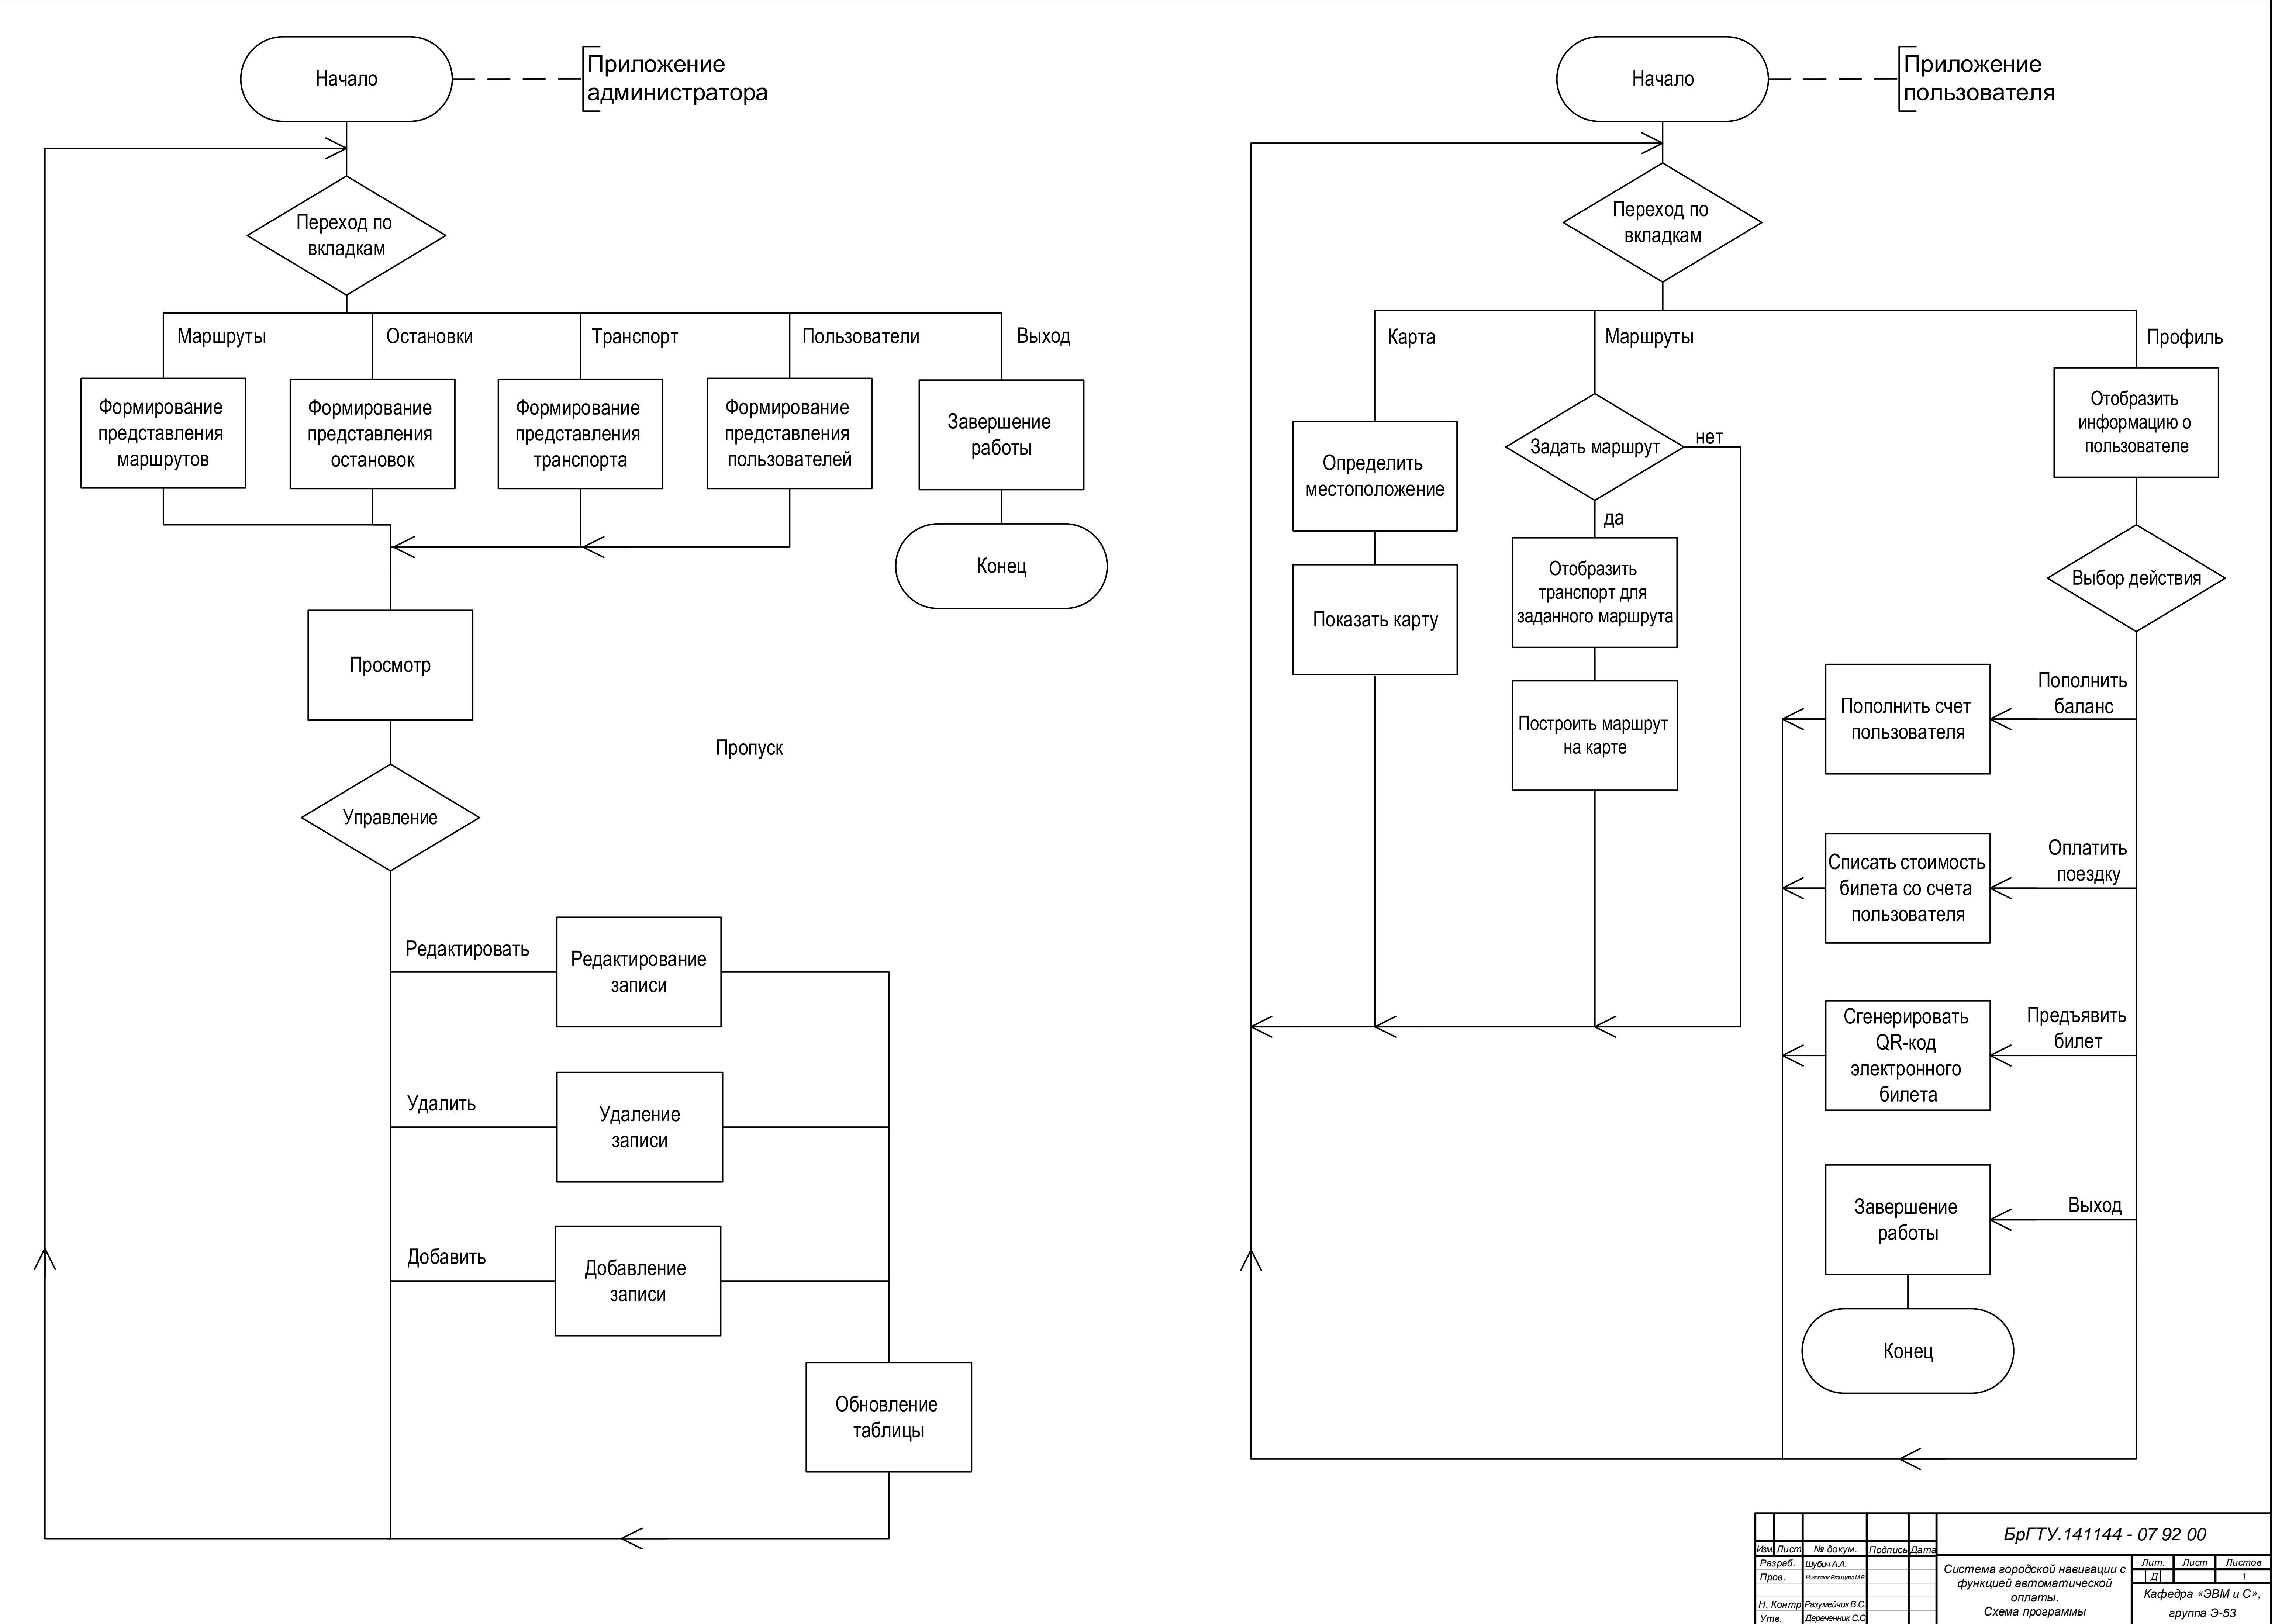 Начало
Приложение
администратора
Переход по
вкладкам
Маршруты
Остановки
Транспорт
Пользователи
Выход
Формирование
представления
маршрутов
Формирование
представления
остановок
Формирование
представления
транспорта
Формирование
представления
пользователей
Завершение
работы
Конец
Просмотр
Пропуск
Управление
Редактировать
Редактирование
записи
Удалить
Удаление
записи
Добавить
Добавление
записи
Обновление
таблицы
Начало
Приложение
пользователя
Переход по
вкладкам
Карта
Маршруты
Профиль
Определить
местоположение
Показать карту
Задать маршрут
нет
да
Отобразить
транспорт для
заданного маршрута
Построить маршрут
на карте
Отобразить
информацию о
пользователе
Выбор действия
Пополнить
баланс
Пополнить счет
пользователя
Оплатить
поездку
Списать стоимость
билета со счета
пользователя
Предъявить
билет
Сгенерировать
QR-код
электронного
билета
Выход
Завершение
работы
Конец
БрГТУ.141144 - 07 92 00
Изм Лист № докум. Подпись Дата
Разраб. Шубич А.А.
Пров.
Н. Контр Разумейчик В.С.
Утв. Дереченник С.С
Система городской навигации с
функцией автоматической
оплаты.
Схема программы
Лит. Лист Листов
Д 1
Кафедра «ЭВМ и С»,
группа Э-53